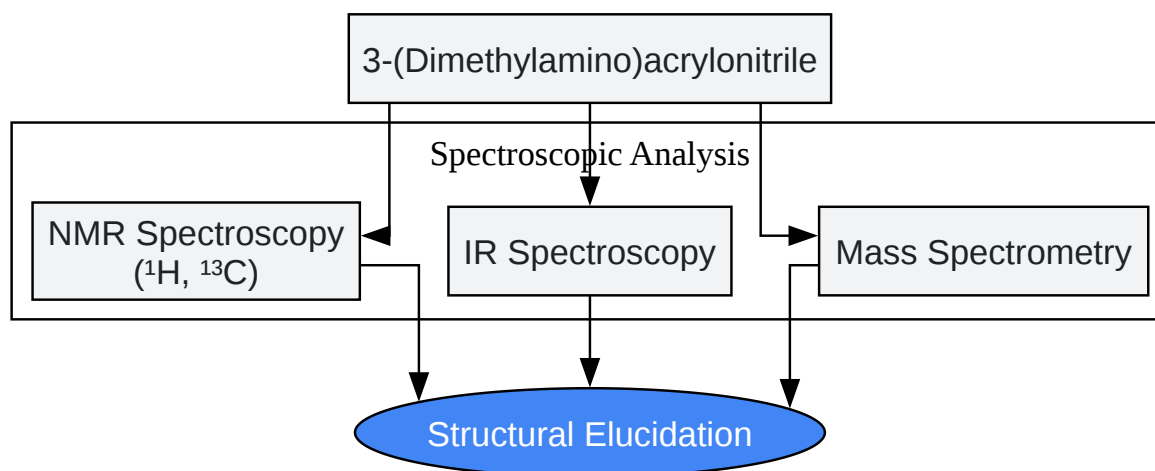 3-(Dimethylamino)acrylonitrile
Spectroscopic Analysis
NMR Spectroscopy
(¹H, ¹³C)
IR Spectroscopy
Mass Spectrometry
Structural Elucidation